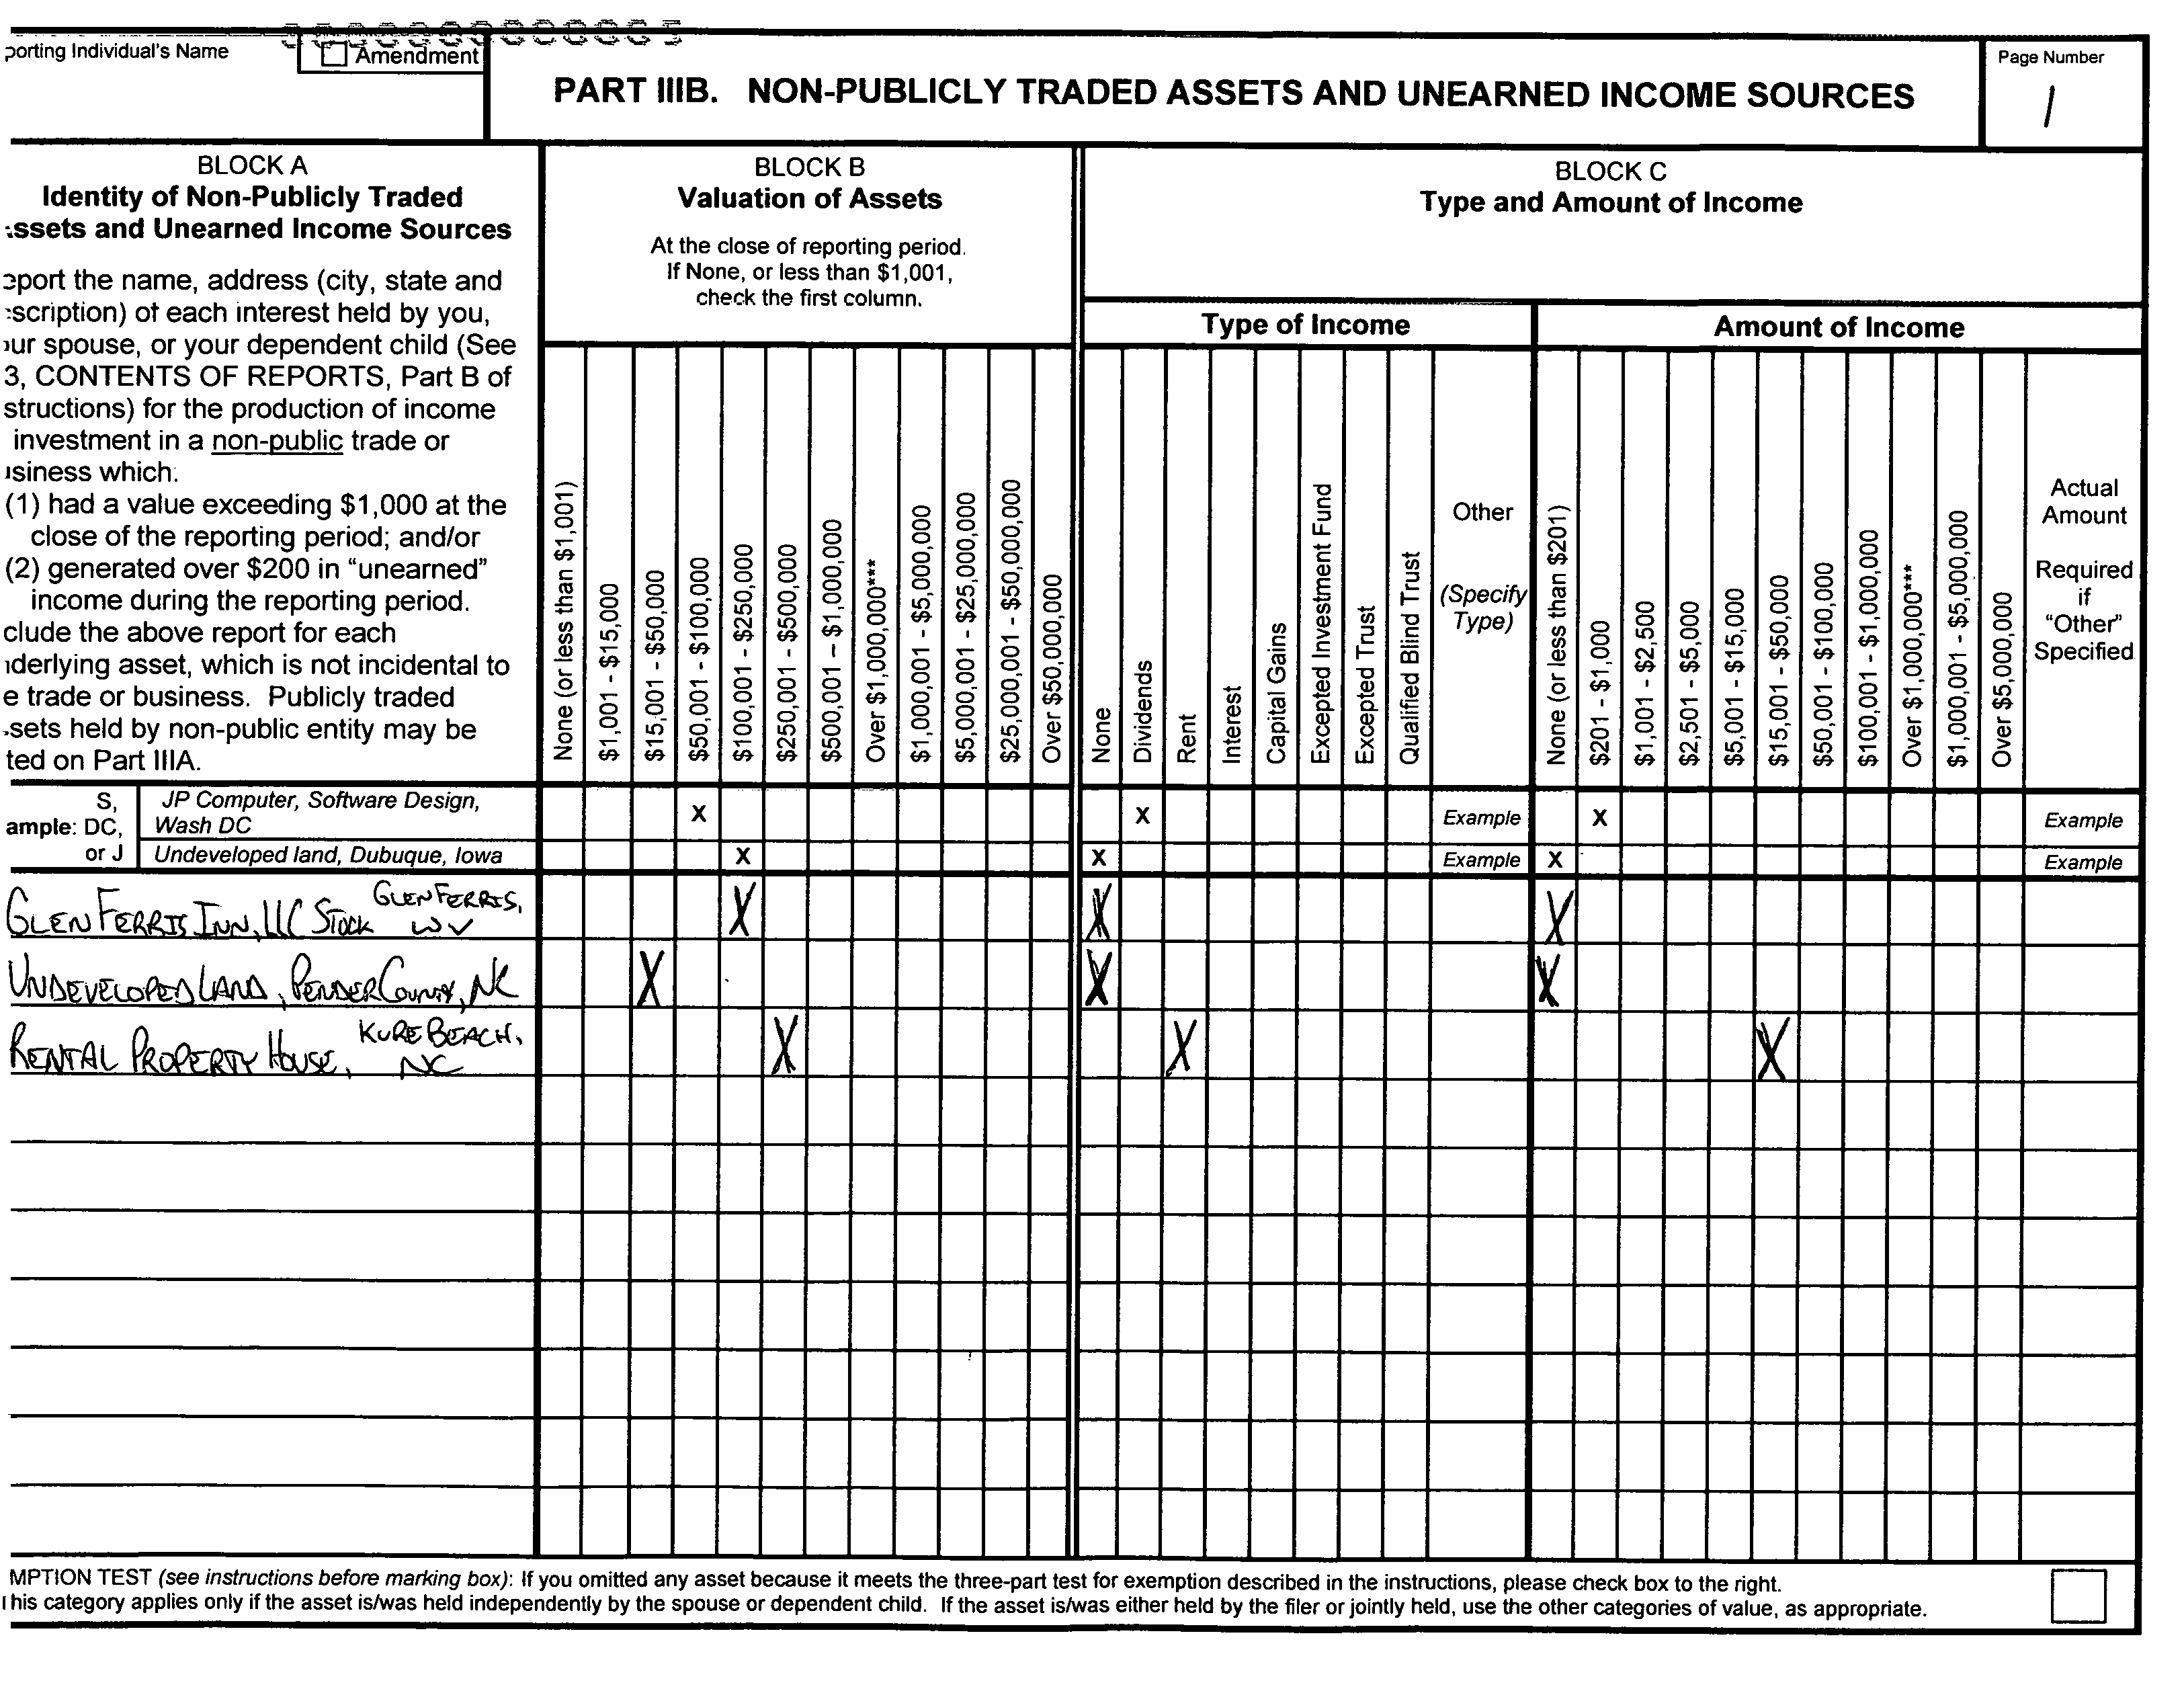 porting Individual's Name
Amendment
PART IIIB. NON-PUBLICLY TRADED ASSETS AND UNEARNED INCOME SOURCES
Page Number
1
BLOCK A
Identity of Non-Publicly Traded
ssets and Unearned Income Sources
eport the name, address (city, state and
scription) of each interest held by you,
ur spouse, or your dependent child (See
3, CONTENTS OF REPORTS, Part B of
structions) for the production of income
investment in a non-public trade or
siness which:
(1) had a value exceeding $1,000 at the
close of the reporting period; and/or
(2) generated over $200 in “unearned”
income during the reporting period.
clude the above report for each
nderlying asset, which is not incidental to
e trade or business. Publicly traded
sets held by non-public entity may be
ted on Part IIIA.
BLOCK B
Valuation of Assets
At the close of reporting period.
If None, or less than $1,001,
check the first column.
None (or less than $1,001)
$1,001 - $15,000
$15,001 - $50,000
$50,001 - $100,000
$100,001 - $250,000
$250,001 - $500,000
$500,001 – $1,000,000
Over $1,000,000***
$1,000,001 - $5,000,000
$5,000,001 - $25,000,000
$25,000,001 - $50,000,000
Over $50,000,000
BLOCK C
Type and Amount of Income
Type of Income
None
Dividends
Rent
Interest
Capital Gains
Excepted Investment Fund
Excepted Trust
Qualified Blind Trust
Other
(Specify
Type)
Amount of Income
None (or less than $201)
$201 - $1,000
$1,001 - $2,500
$2,501 - $5,000
$5,001 - $15,000
$15,001 - $50,000
$50,001 - $100,000
$100,001 - $1,000,000
Over $1,000,000***
$1,000,001 - $5,000,000
Over $5,000,000
Actual
Amount
Required
if
“Other”
Specified
S,
ample: DC,
or J
JP Computer, Software Design,
Wash DC
X X Example X Example
Undeveloped land, Dubuque, Iowa X X Example X Example
GLEN FERRIS INN, LLC STOCK GLEN FERRIS, WV X X X
UNDEVELOPED LAND, PENDER COUNTY, NC X X X
RENTAL PROPERTY HOUSE, KURE BEACH, NC X X X
MPTION TEST (see instructions before marking box): If you omitted any asset because it meets the three-part test for exemption described in the instructions, please check box to the right.
his category applies only if the asset is/was held independently by the spouse or dependent child. If the asset is/was either held by the filer or jointly held, use the other categories of value, as appropriate.